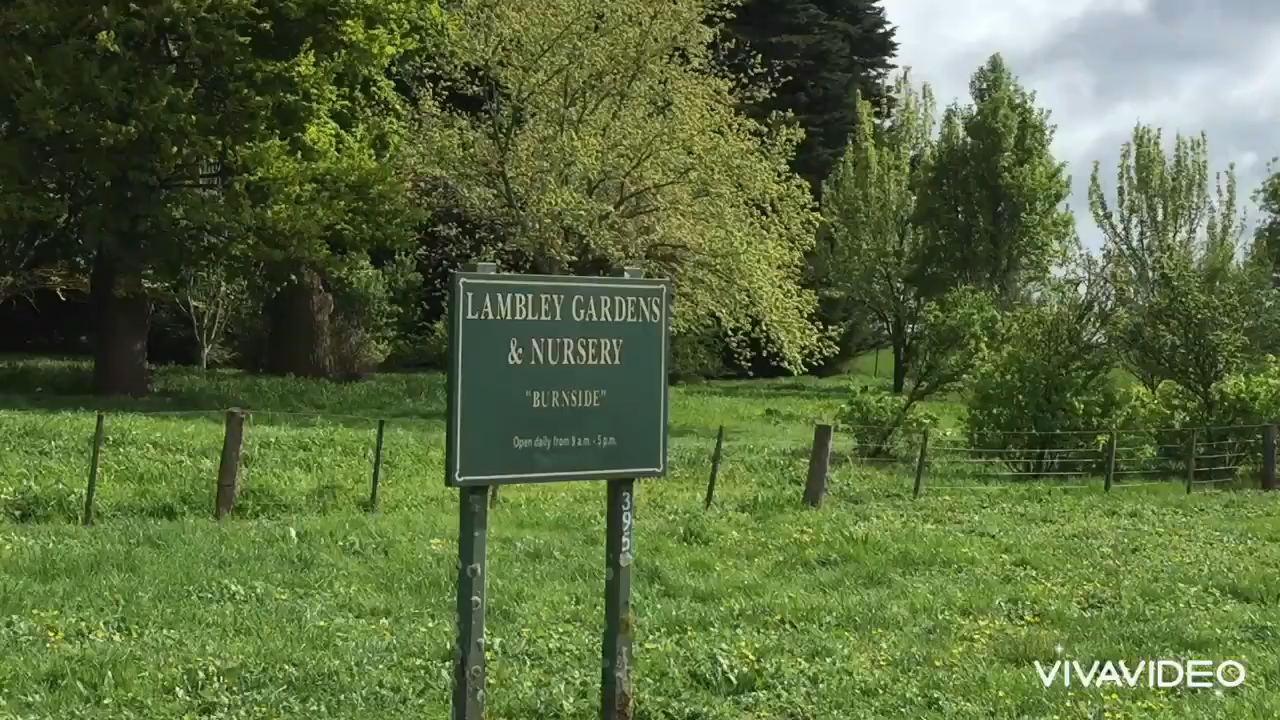 LAMBLEY GARDENS
& NURSERY
"BURNSIDE"
Open daily from 9 a.m. - 5 p.m.
395
VIVAVIDEO